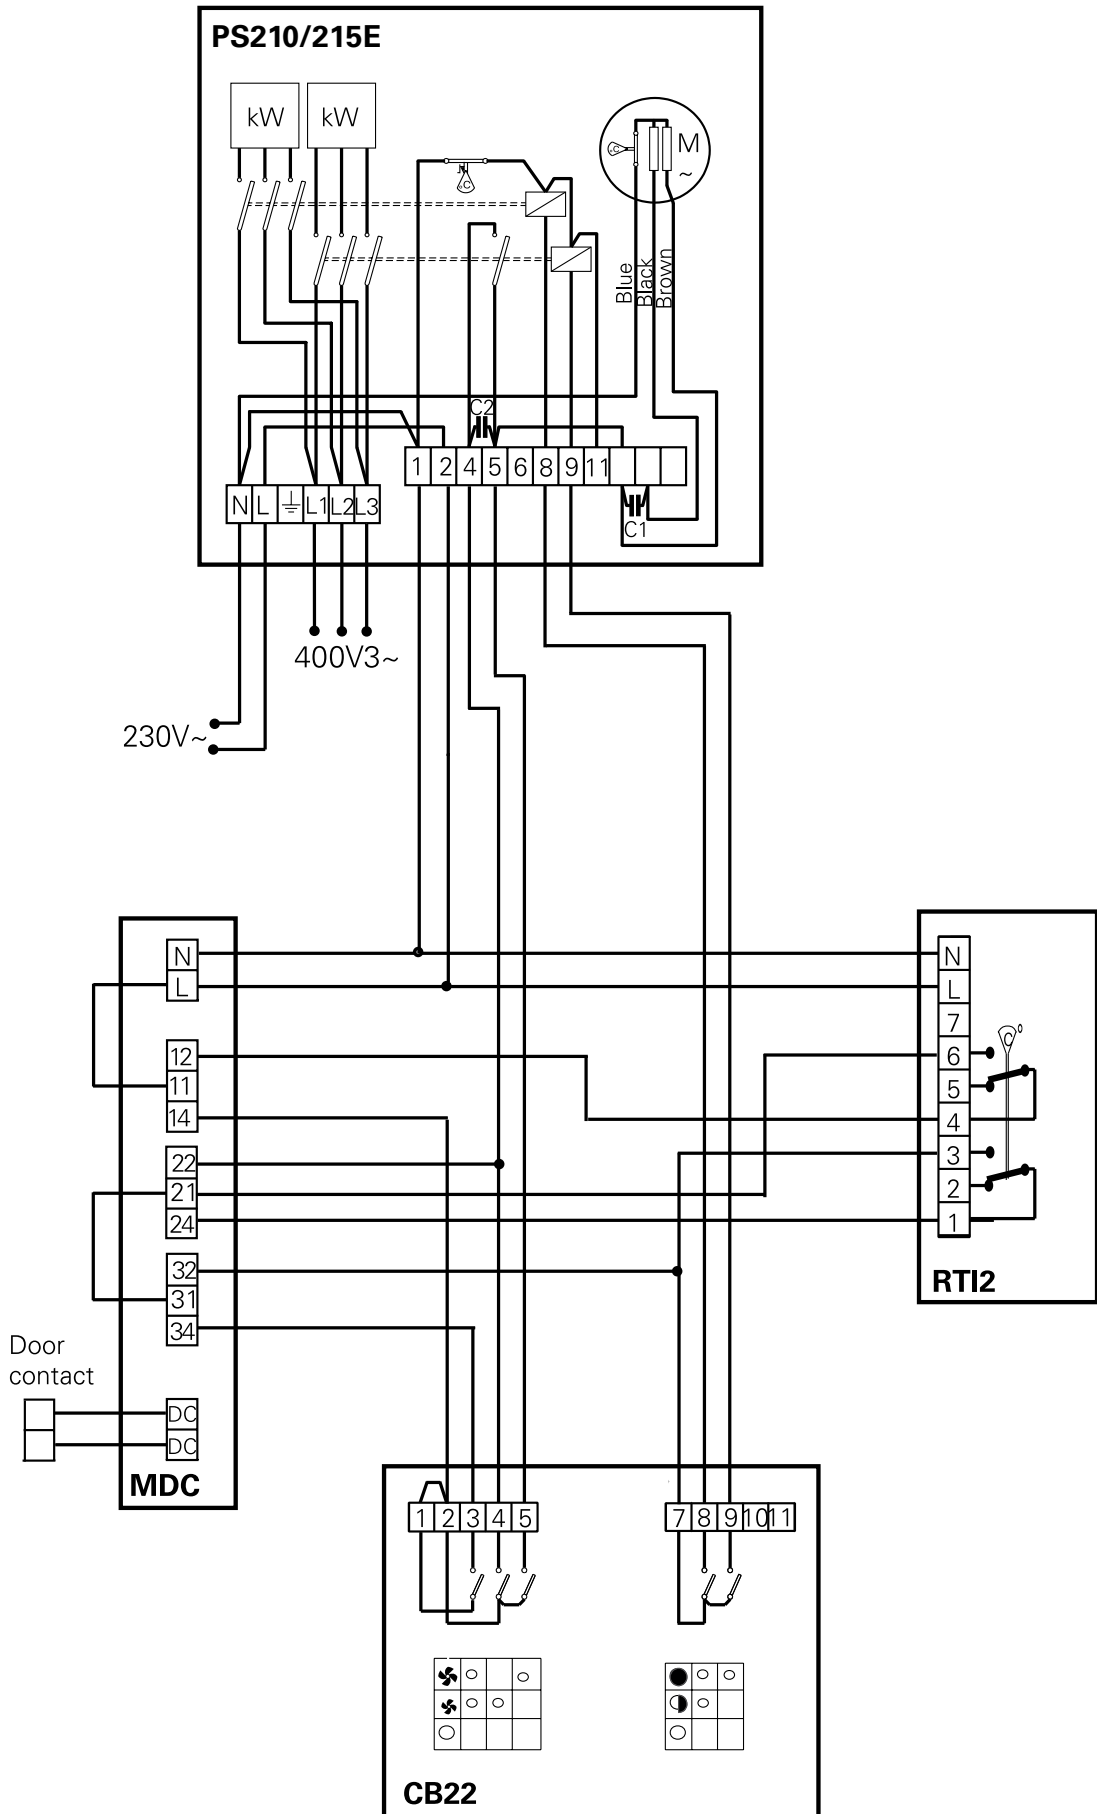 PS210/215E
kW
kW
°C
°C
M
~
Blue
Black
Brown
C2
1 2 4 5 6 8 9 11
N L L1 L2 L3
C1
400V3~
230V~
N
L
12
11
14
22
21
24
32
31
34
DC
DC
MDC
Door
contact
N
L
7
6
5
4
3
2
1
C°
RTI2
1 2 3 4 5
7 8 9 10 11
CB22